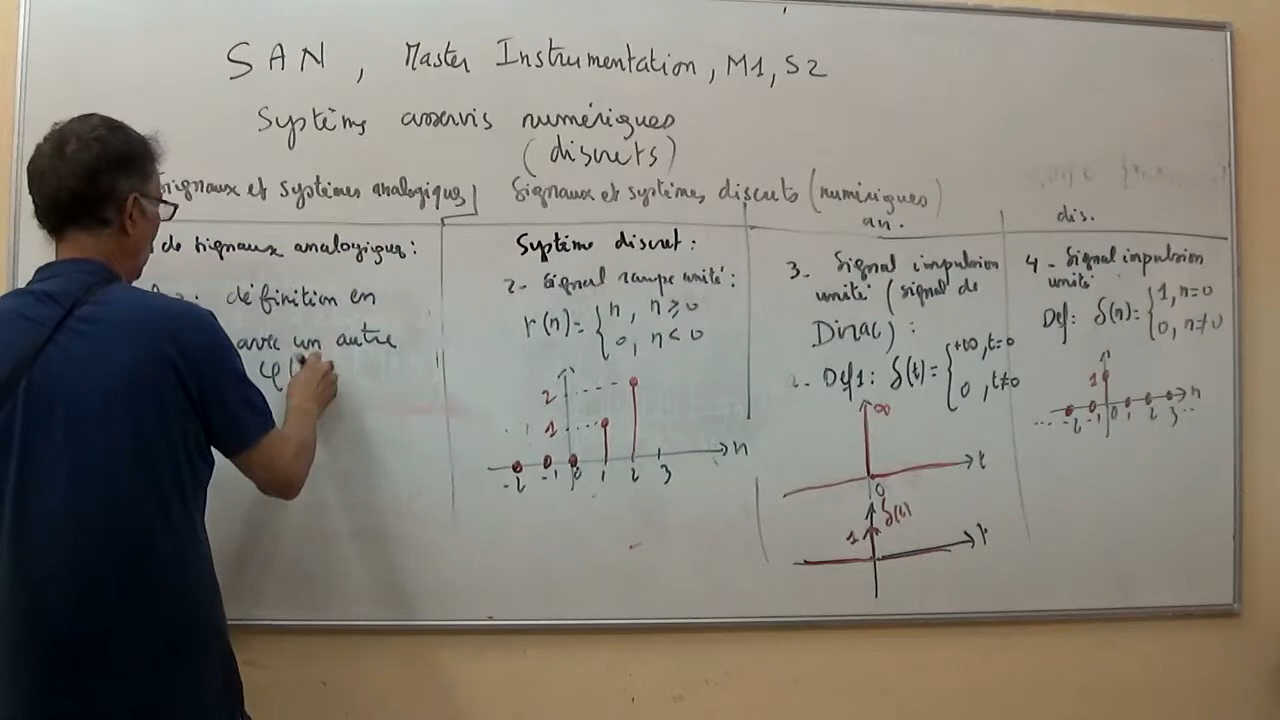 SAN, Master Instrumentation, M1, S2
Système asservis numériques
(discrets)
signaux et systèmes analogiques
Signaux et systèmes discrets (numériques)
an.
dis.
de signaux analogiques:
définition en
avec un autre
φ(
Système discret:
2- Signal rampe unité:
r(n)={n, n≥0
0, n<0
2
1
-2 -1 0 1 2 3 n
3- Signal impulsion
unité (signal de
Dirac):
Def1: δ(t)={+∞, t=0
0, t≠0
∞
t
0
δ(t)
1
t
4- Signal impulsion
unité
Def: δ(n)={1, n=0
0, n≠0
1
n
... -2 -1 0 1 2 3 ...